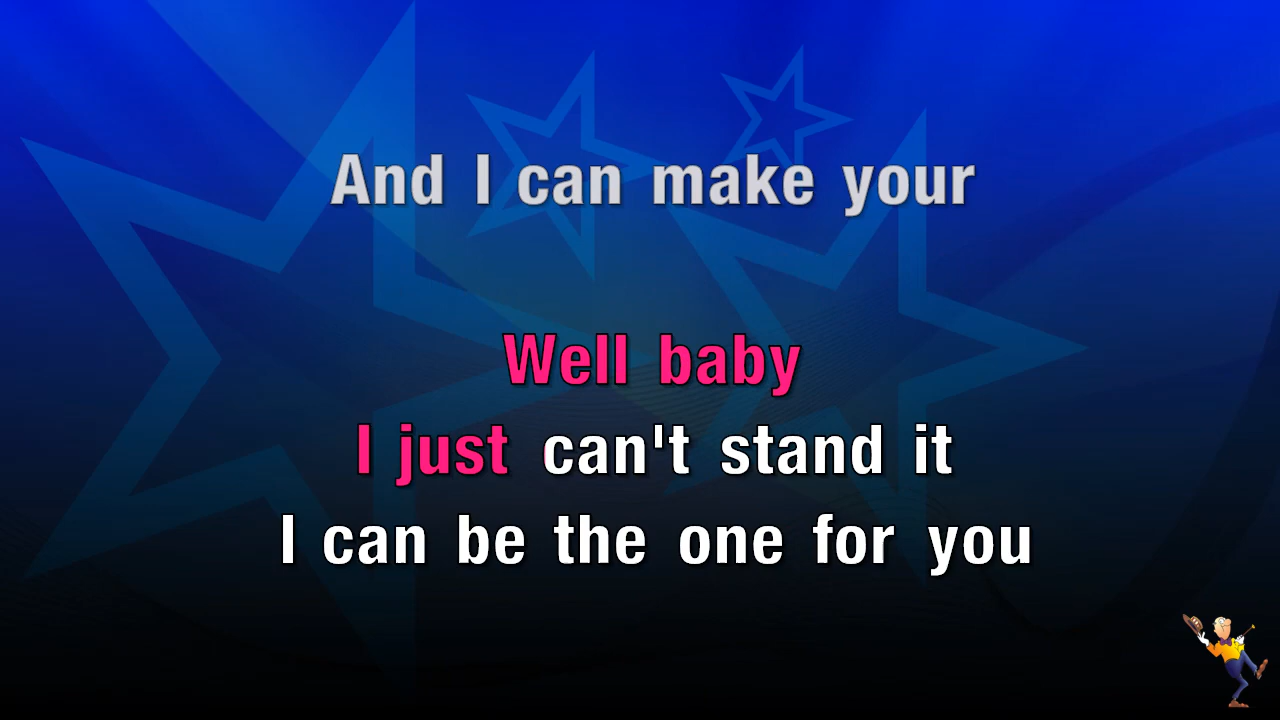 And I can make your
Well baby
I just can't stand it
I can be the one for you